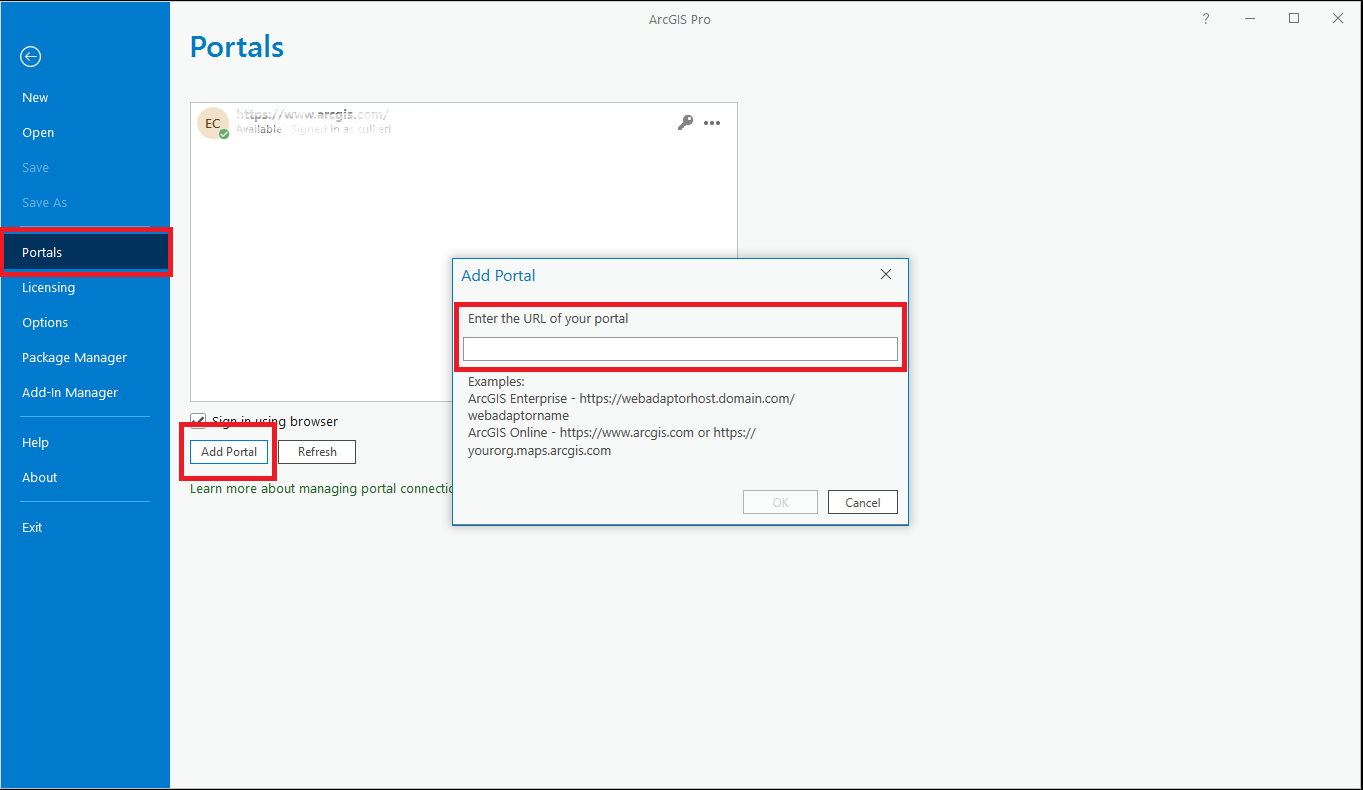 ArcGIS Pro
?
Portals
New
Open
Save
Save As
Portals
Licensing
Options
Package Manager
Add-In Manager
Help
About
Exit
EC
https://www.arcgis.com/
Available Signed in as
Sign in using browser
Add Portal
Refresh
Learn more about managing portal connectio
Add Portal
Enter the URL of your portal
Examples:
ArcGIS Enterprise - https://webadaptorhost.domain.com/
webadaptorname
ArcGIS Online - https://www.arcgis.com or https://
yourorg.maps.arcgis.com
OK
Cancel